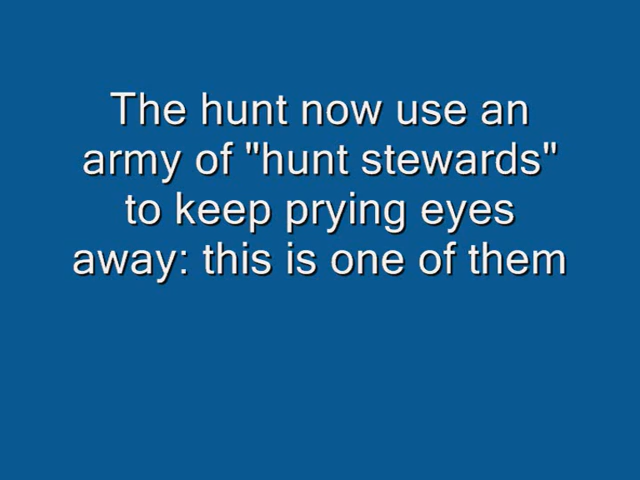 The hunt now use an
army of "hunt stewards"
to keep prying eyes
away: this is one of them